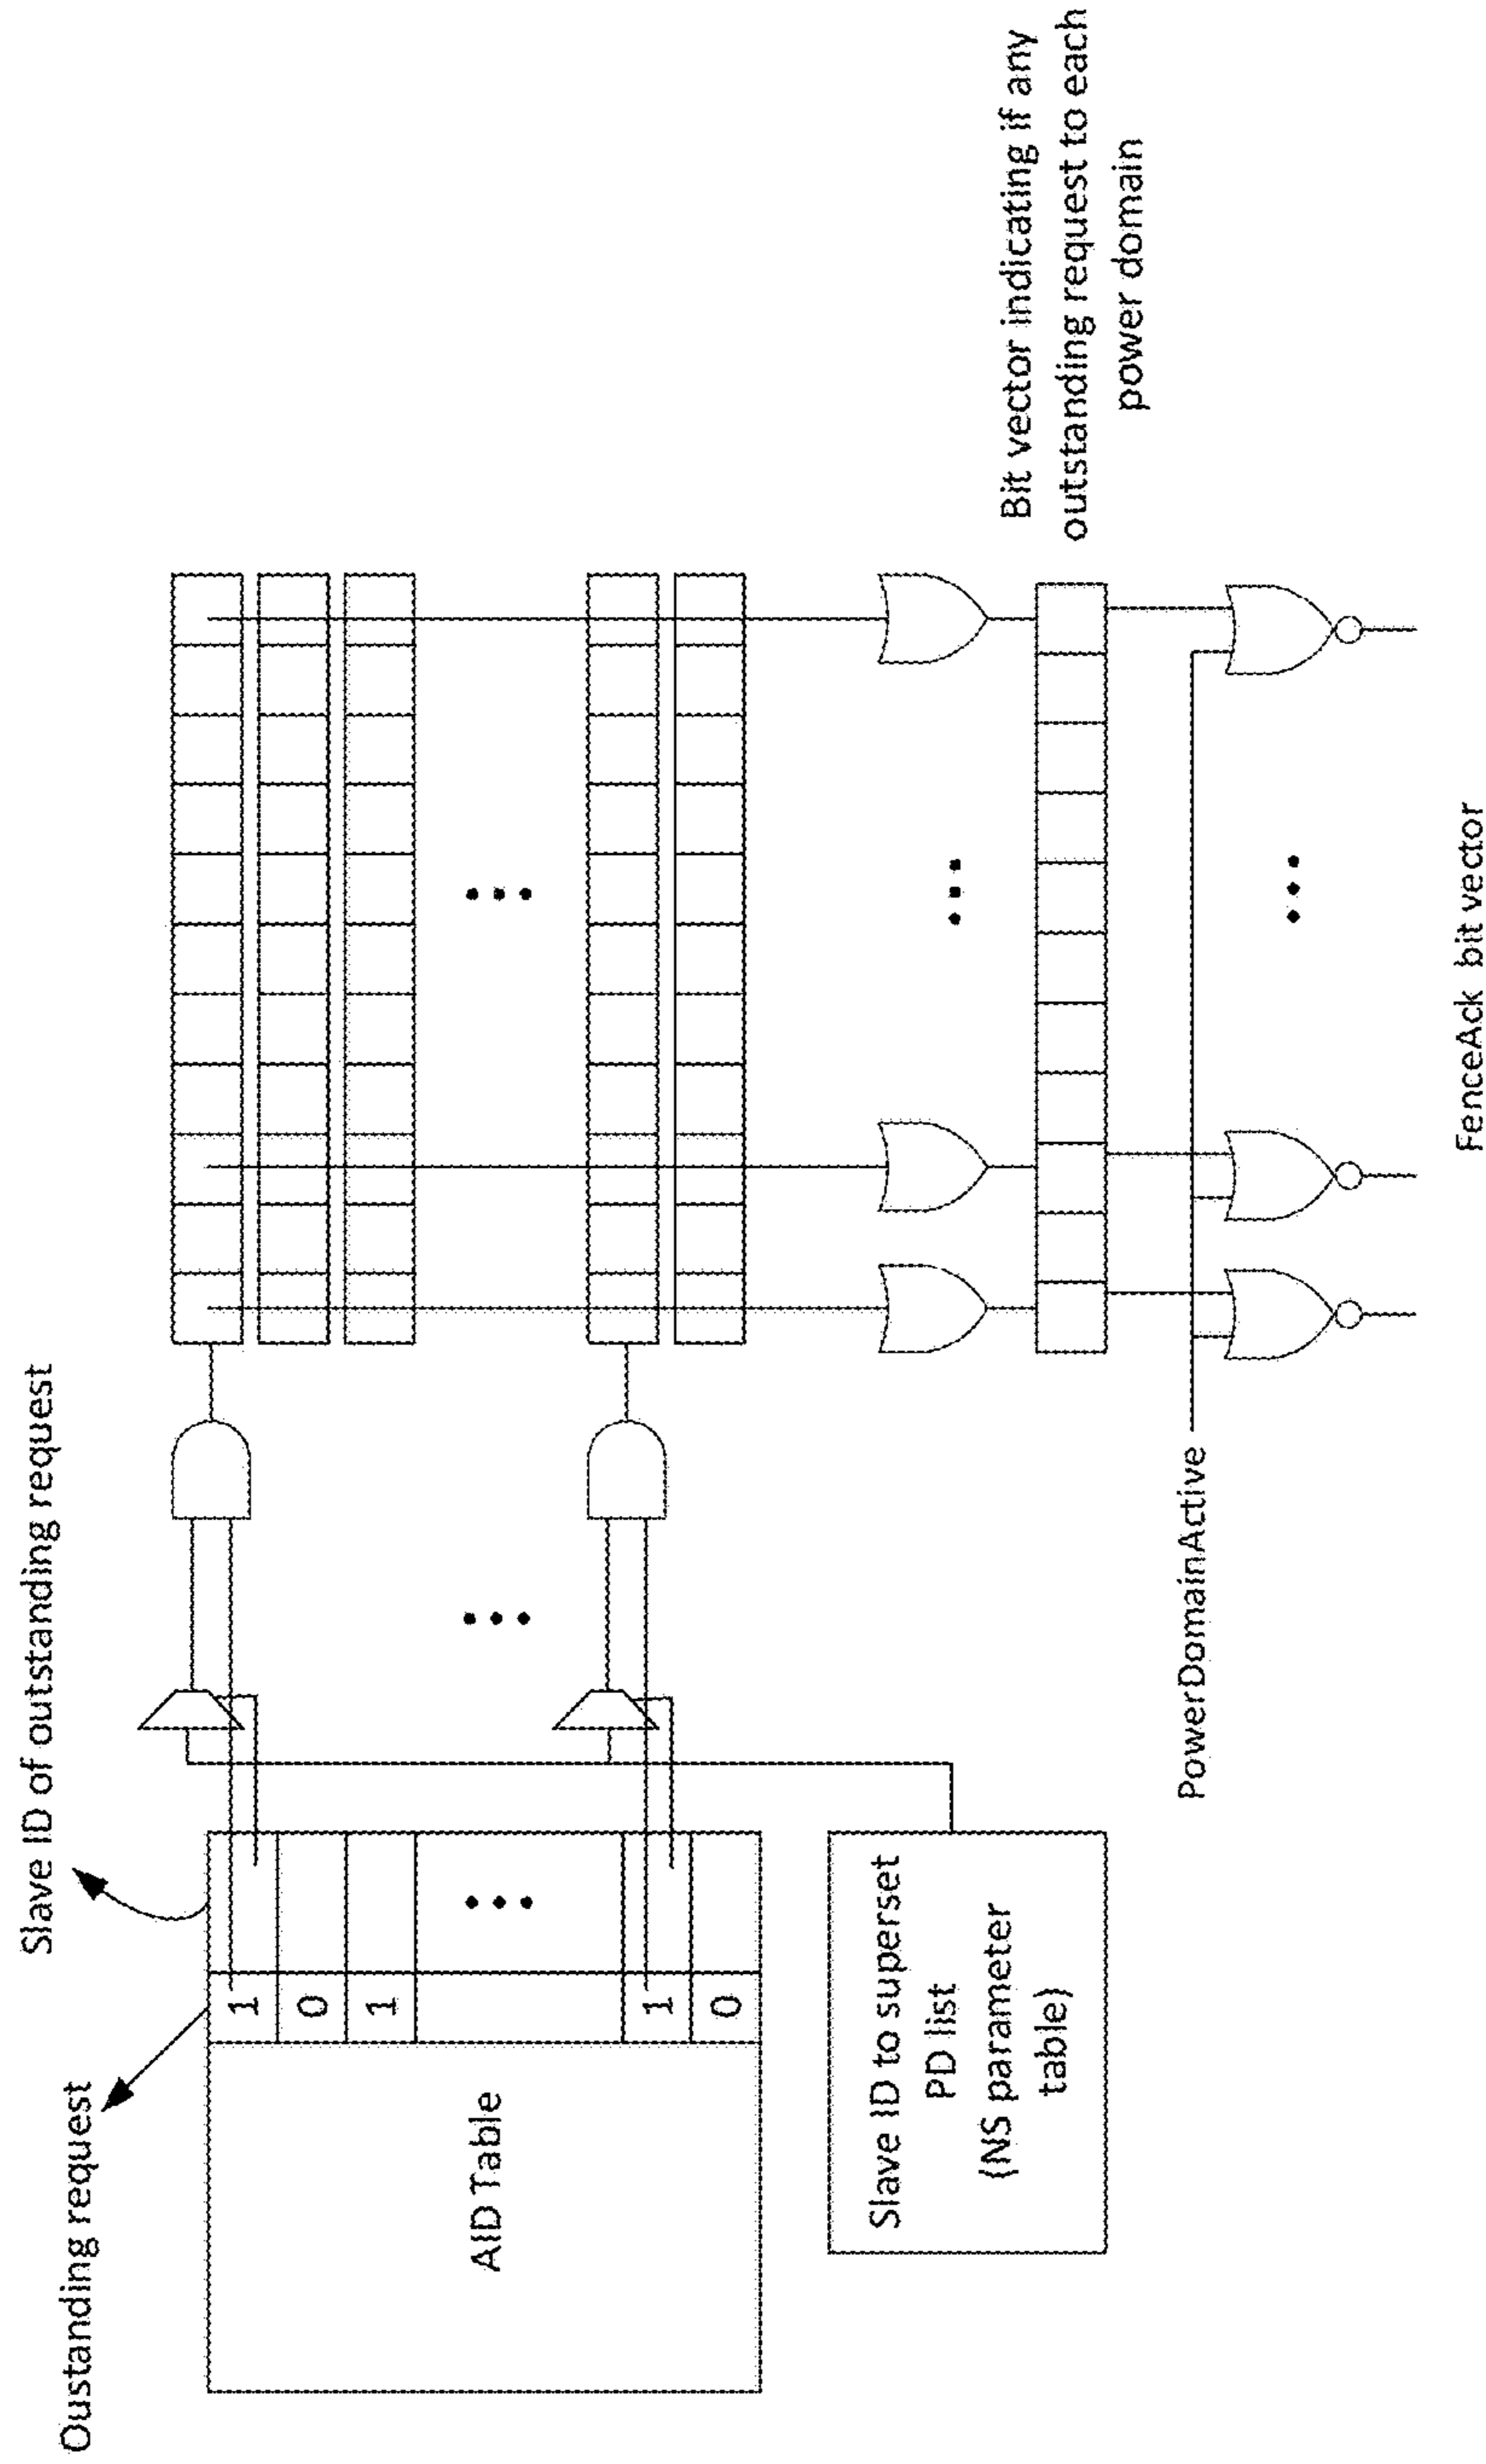 Oustanding request
Slave ID of outstanding request
1
0
1
1
0
AID Table
Slave ID to superset
PD list
(NS parameter
table)
Bit vector indicating if any
outstanding request to each
power domain
PowerDomainActive
FenceAck bit vector